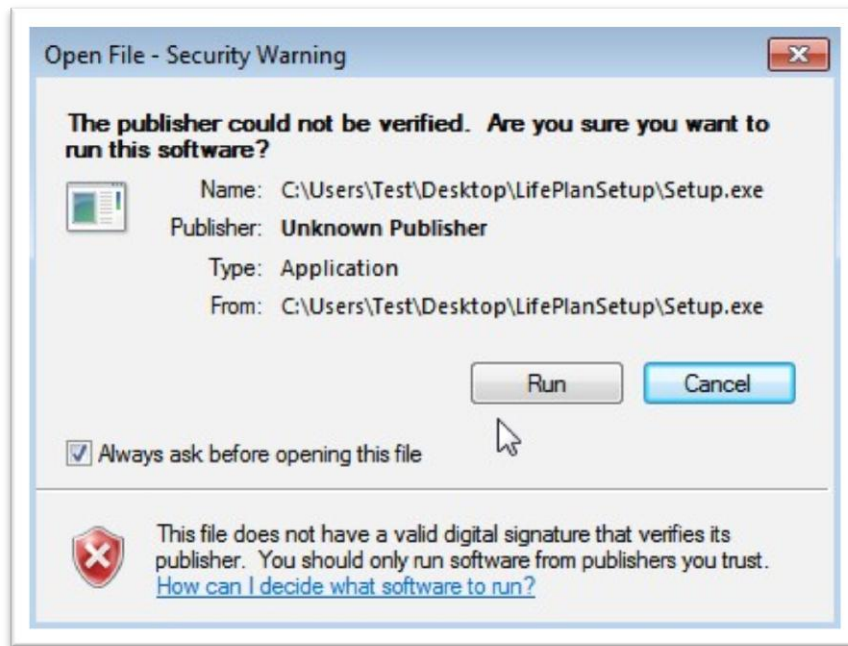 Open File - Security Warning
The publisher could not be verified.  Are you sure you want to
run this software?
Name: C:\Users\Test\Desktop\LifePlanSetup\Setup.exe
Publisher: Unknown Publisher
Type: Application
From: C:\Users\Test\Desktop\LifePlanSetup\Setup.exe
Run Cancel
Always ask before opening this file
This file does not have a valid digital signature that verifies its
publisher.  You should only run software from publishers you trust.
How can I decide what software to run?